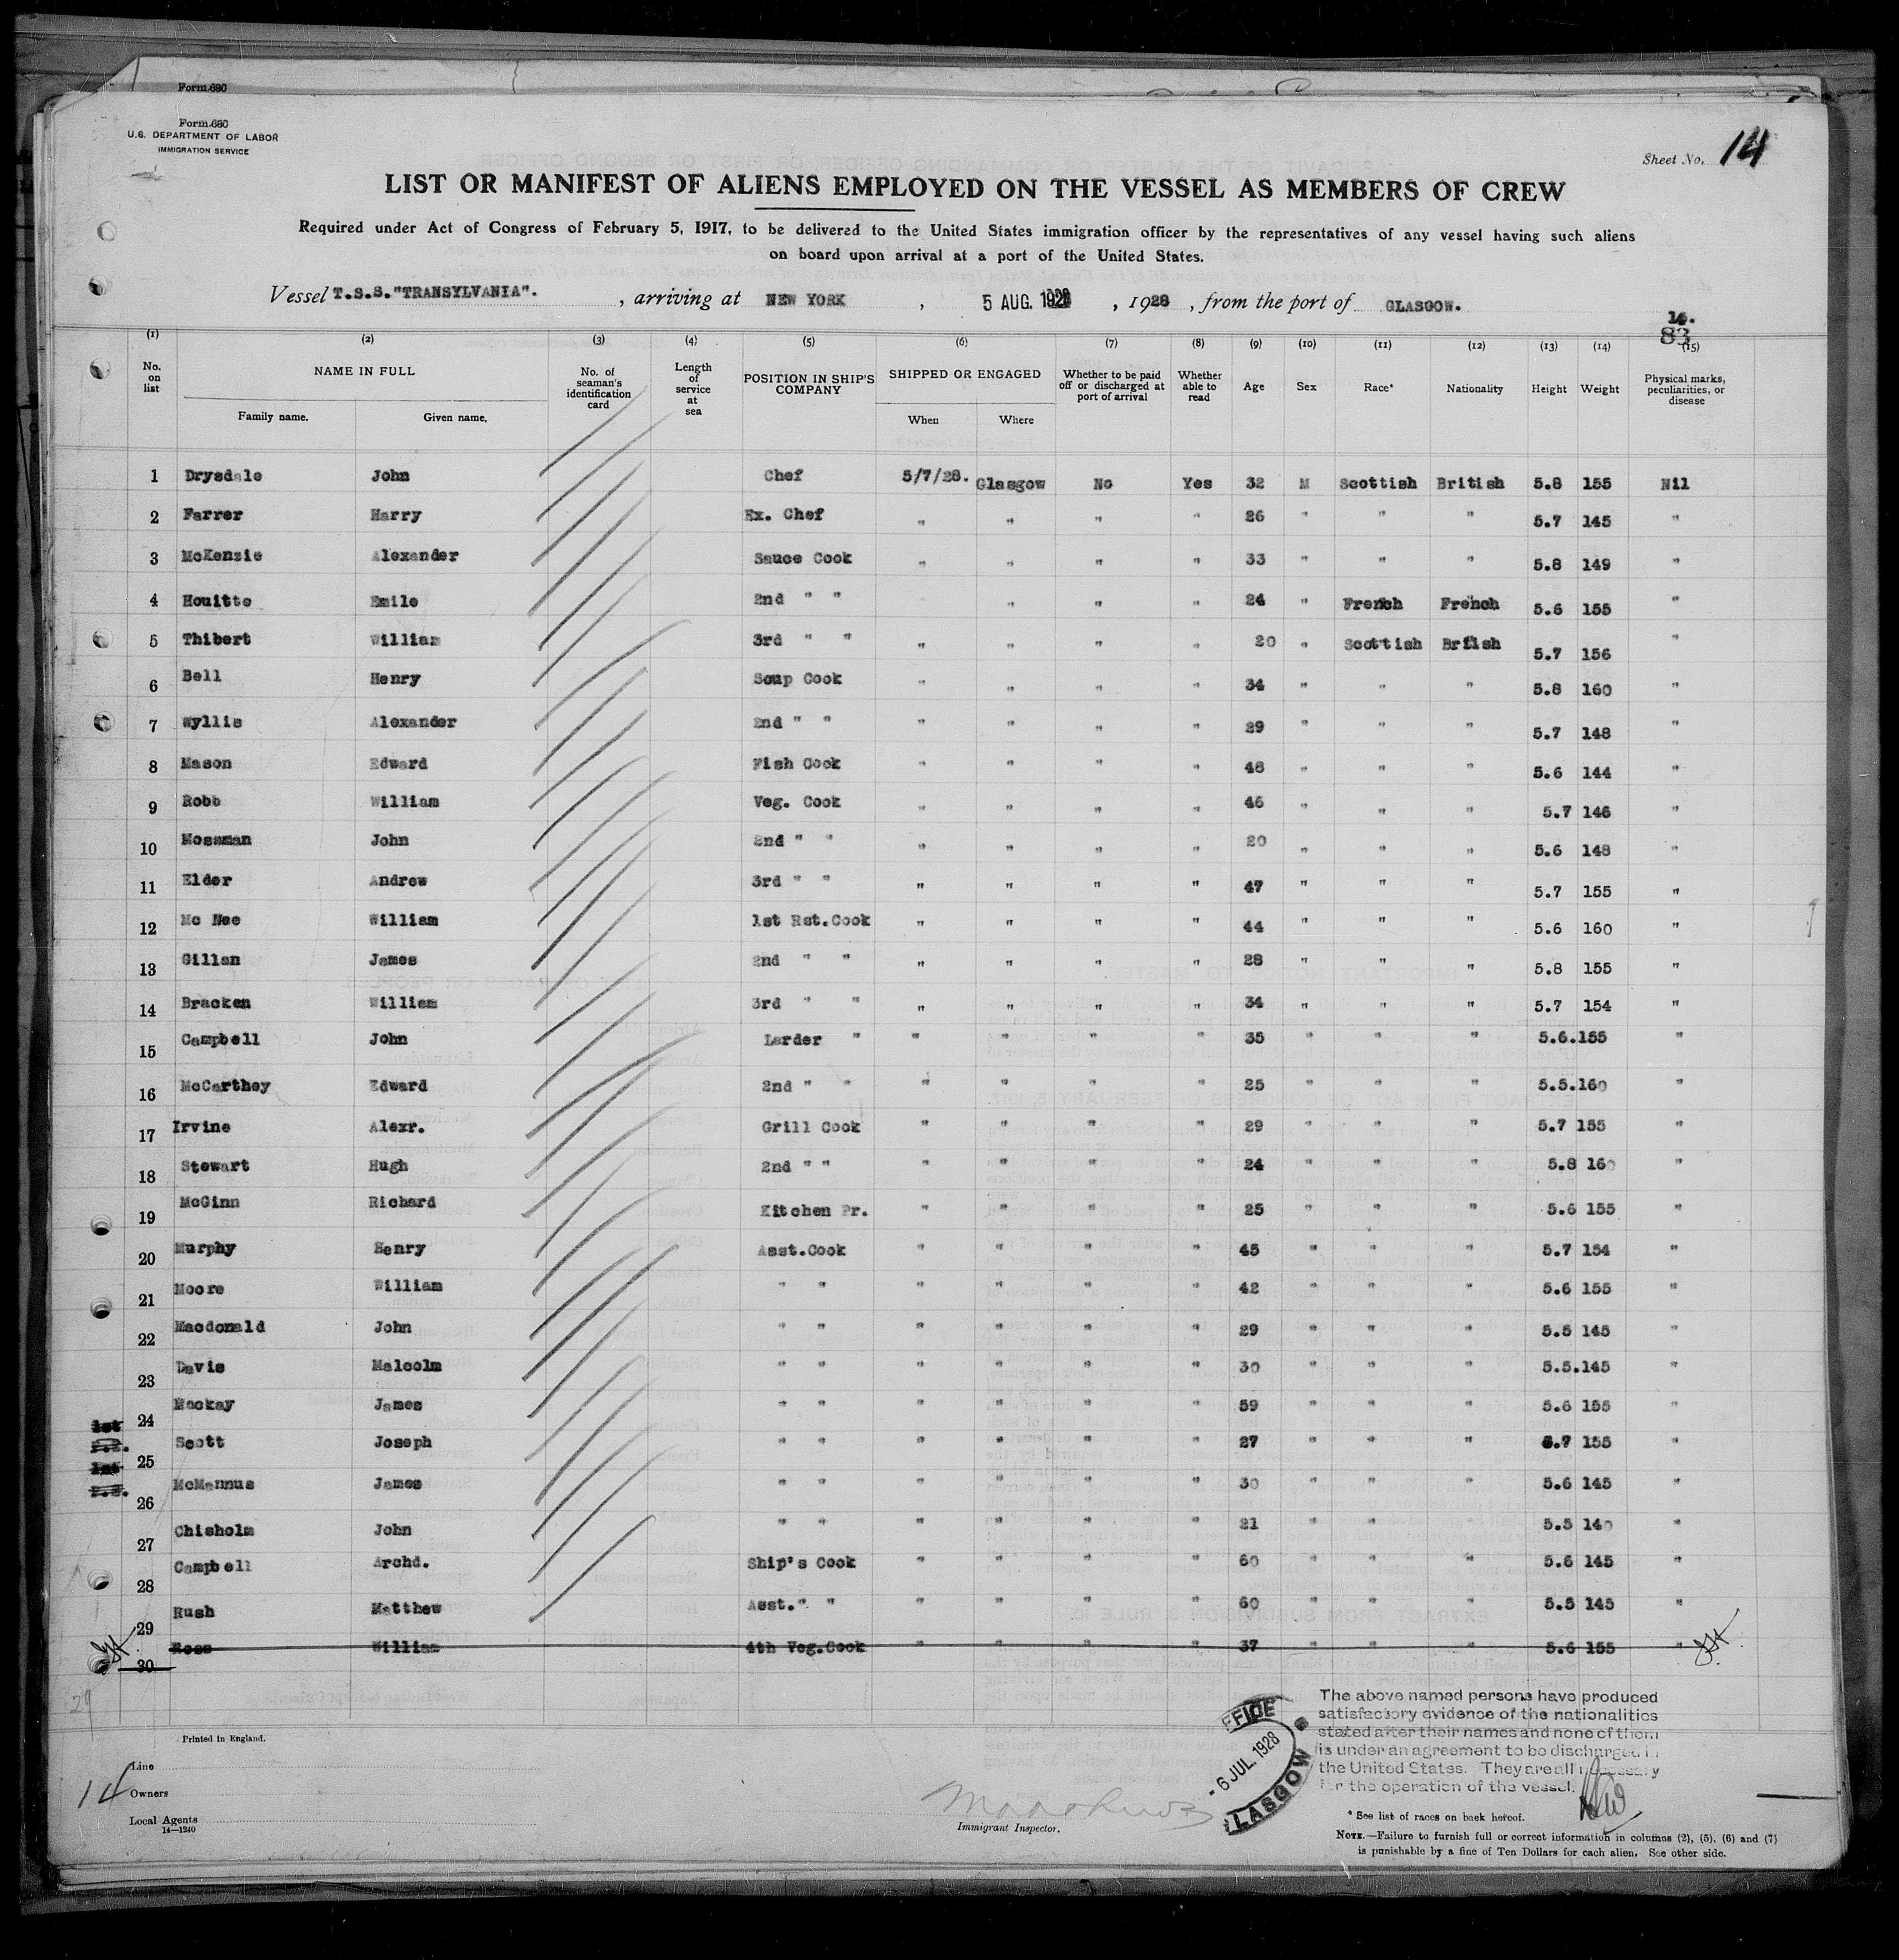 Form 680
Form 680
U.S. DEPARTMENT OF LABOR
IMMIGRATION SERVICE
Sheet No. 14
LIST OR MANIFEST OF ALIENS EMPLOYED ON THE VESSEL AS MEMBERS OF CREW
Required under Act of Congress of February 5, 1917, to be delivered to the United States immigration officer by the representatives of any vessel having such aliens
on board upon arrival at a port of the United States.
Vessel T.S.S."TRANSYLVANIA". , arriving at NEW YORK , 5 AUG. 1928 , 1928 , from the port of GLASGOW.
14.
83
(1) (2) (3) (4) (5) (6) (7) (8) (9) (10) (11) (12) (13) (14) (15)
No. on list NAME IN FULL Family name. Given name. No. of seaman's identification card Length of service at sea POSITION IN SHIP'S COMPANY SHIPPED OR ENGAGED When Where Whether to be paid off or discharged at port of arrival Whether able to read Age Sex Race* Nationality Height Weight Physical marks, peculiarities, or disease
1 Drysdale John Chef 5/7/28. Glasgow No Yes 32 M Scottish British 5.8 155 Nil
2 Farrer Harry Ex. Chef " " " " 26 " " " 5.7 145 "
3 McKenzie Alexander Sauce Cook " " " " 33 " " " 5.8 149 "
4 Houitte Emile 2nd " " " " " 24 " French French 5.6 155 "
5 Thibert William 3rd " " " " " " 20 " Scottish British 5.7 156 "
6 Bell Henry Soup Cook " " " " 34 " " " 5.8 160 "
7 Wyllie Alexander 2nd " " " " " " 29 " " " 5.7 148 "
8 Mason Edward Fish Cook " " " " 48 " " " 5.6 144 "
9 Robb William Veg. Cook " " " " 46 " " " 5.7 146 "
10 Mossman John 2nd " " " " " " 20 " " " 5.6 148 "
11 Elder Andrew 3rd " " " " " " 47 " " " 5.7 155 "
12 Mc Nee William 1st Rst.Cook " " " " 44 " " " 5.6 160 "
13 Gillan James 2nd " " " " " " 28 " " " 5.8 155 "
14 Bracken William 3rd " " " " " " 34 " " " 5.7 154 "
15 Campbell John Larder " " " " " 35 " " " 5.6.155 "
16 McCarthey Edward 2nd " " " " " " 25 " " " 5.5.160 "
17 Irvine Alexr. Grill Cook " " " " 29 " " " 5.7 155 "
18 Stewart Hugh 2nd " " " " " " 24 " " " 5.8 160 "
19 McGinn Richard Kitchen Pr. " " " " 25 " " " 5.6 155 "
20 Murphy Henry Asst.Cook " " " " 45 " " " 5.7 154 "
21 Moore William " " " " " " 42 " " " 5.6 155 "
22 Macdonald John " " " " " " 29 " " " 5.5 145 "
23 Davis Malcolm " " " " " " 30 " " " 5.5.145 "
24 Mackay James " " " " " " 59 " " " 5.6 155 "
1st
25 Scott Joseph " " " " " " 27 " " " 5.7 155 "
26 McMannus James " " " " " " 30 " " " 5.6 145 "
27 Chisholm John " " " " " " 21 " " " 5.5 140 "
28 Campbell Archd. Ship's Cook " " " " 60 " " " 5.6 145 "
29 Rush Matthew Asst." " " " " " 60 " " " 5.5 145 "
30 Ross William 4th Veg.Cook " " " " 37 " " " 5.6 155 "
29
Printed in England.
Line
14 Owners
Local Agents
14—1240
Immigrant Inspector.
- 6 JUL. 1928
The above named persons have produced
satisfactory evidence of the nationalities
stated after their names and none of them
is under an agreement to be discharged in
the United States. They are all necessary
for the operation of the vessel.
* See list of races on back hereof.
NOTE.—Failure to furnish full or correct information in columns (2), (5), (6) and (7)
is punishable by a fine of Ten Dollars for each alien. See other side.